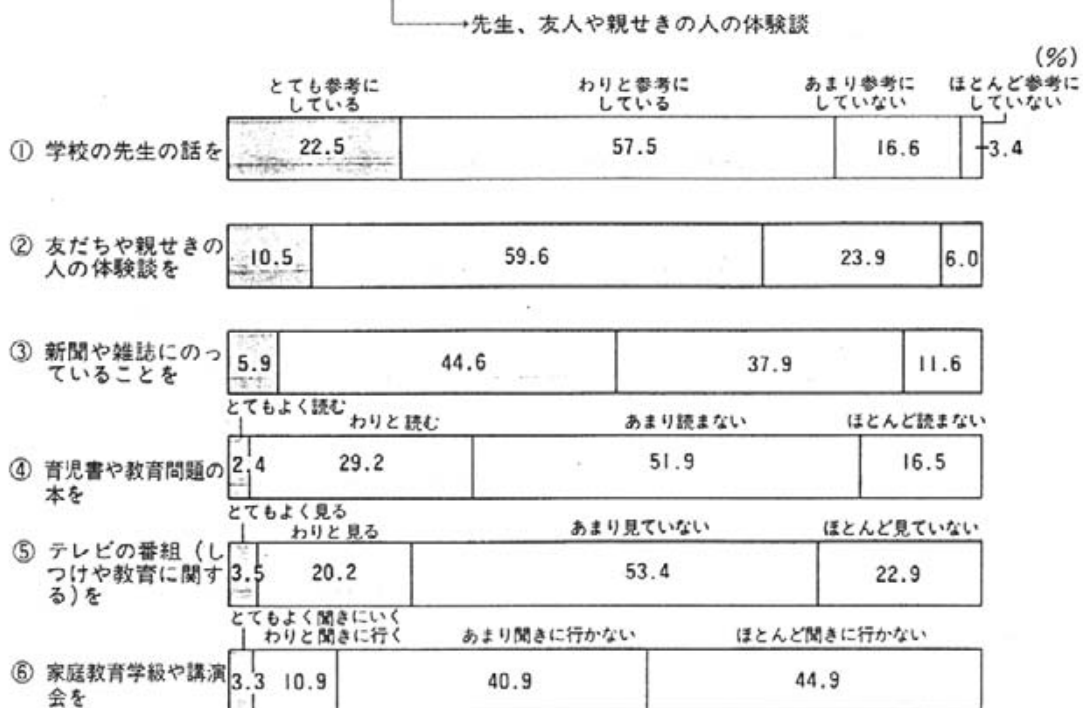 →先生、友人や親せきの人の体験談
(%)
とても参考に わりと参考に あまり参考に ほとんど参考に
している している していない していない
① 学校の先生の話を 22.5 57.5 16.6 3.4
② 友だちや親せきの
人の体験談を 10.5 59.6 23.9 6.0
③ 新聞や雑誌にのっ
ていることを 5.9 44.6 37.9 11.6
とてもよく読む
わりと読む あまり読まない ほとんど読まない
④ 育児書や教育問題の
本を 2.4 29.2 51.9 16.5
とてもよく見る
わりと見る あまり見ていない ほとんど見ていない
⑤ テレビの番組(し
つけや教育に関す
る)を 3.5 20.2 53.4 22.9
とてもよく聞きにいく
わりと聞きに行く あまり聞きに行かない ほとんど聞きに行かない
⑥ 家庭教育学級や講演
会を 3.3 10.9 40.9 44.9